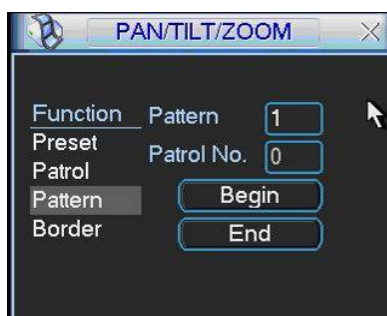 PAN/TILT/ZOOM
Function Pattern 1
Preset
Patrol No. 0
Patrol
Pattern Begin
Border End